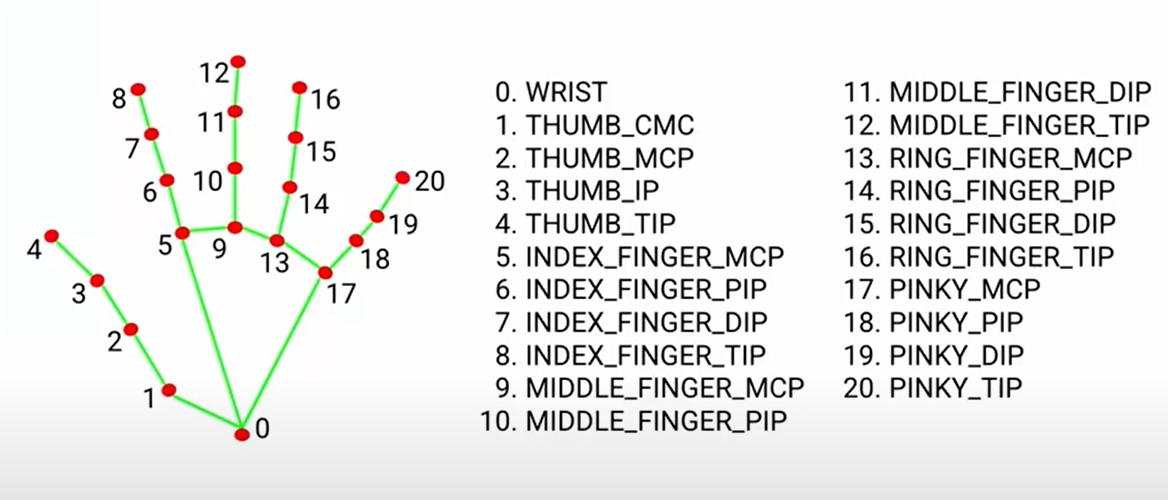 12
8
16
11
7
15
10
6
14
20
19
4
5
9
13
18
3
17
2
1
0
0. WRIST
1. THUMB_CMC
2. THUMB_MCP
3. THUMB_IP
4. THUMB_TIP
5. INDEX_FINGER_MCP
6. INDEX_FINGER_PIP
7. INDEX_FINGER_DIP
8. INDEX_FINGER_TIP
9. MIDDLE_FINGER_MCP
10. MIDDLE_FINGER_PIP
11. MIDDLE_FINGER_DIP
12. MIDDLE_FINGER_TIP
13. RING_FINGER_MCP
14. RING_FINGER_PIP
15. RING_FINGER_DIP
16. RING_FINGER_TIP
17. PINKY_MCP
18. PINKY_PIP
19. PINKY_DIP
20. PINKY_TIP